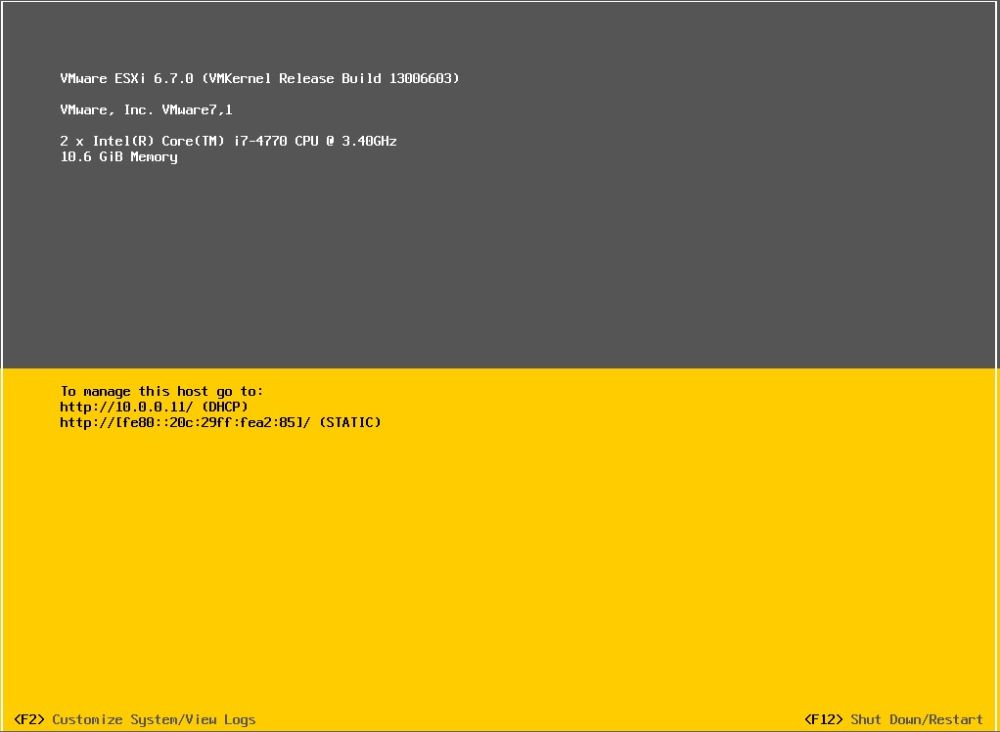 VMware ESXi 6.7.0 (VMKernel Release Build 13006603)
VMware, Inc. VMware7,1
2 x Intel(R) Core(TM) i7-4770 CPU @ 3.40GHz
10.6 GiB Memory
To manage this host go to:
http://10.0.0.11/ (DHCP)
http://[fe80::20c:29ff:fea2:85]/ (STATIC)
<F2> Customize System/View Logs
<F12> Shut Down/Restart